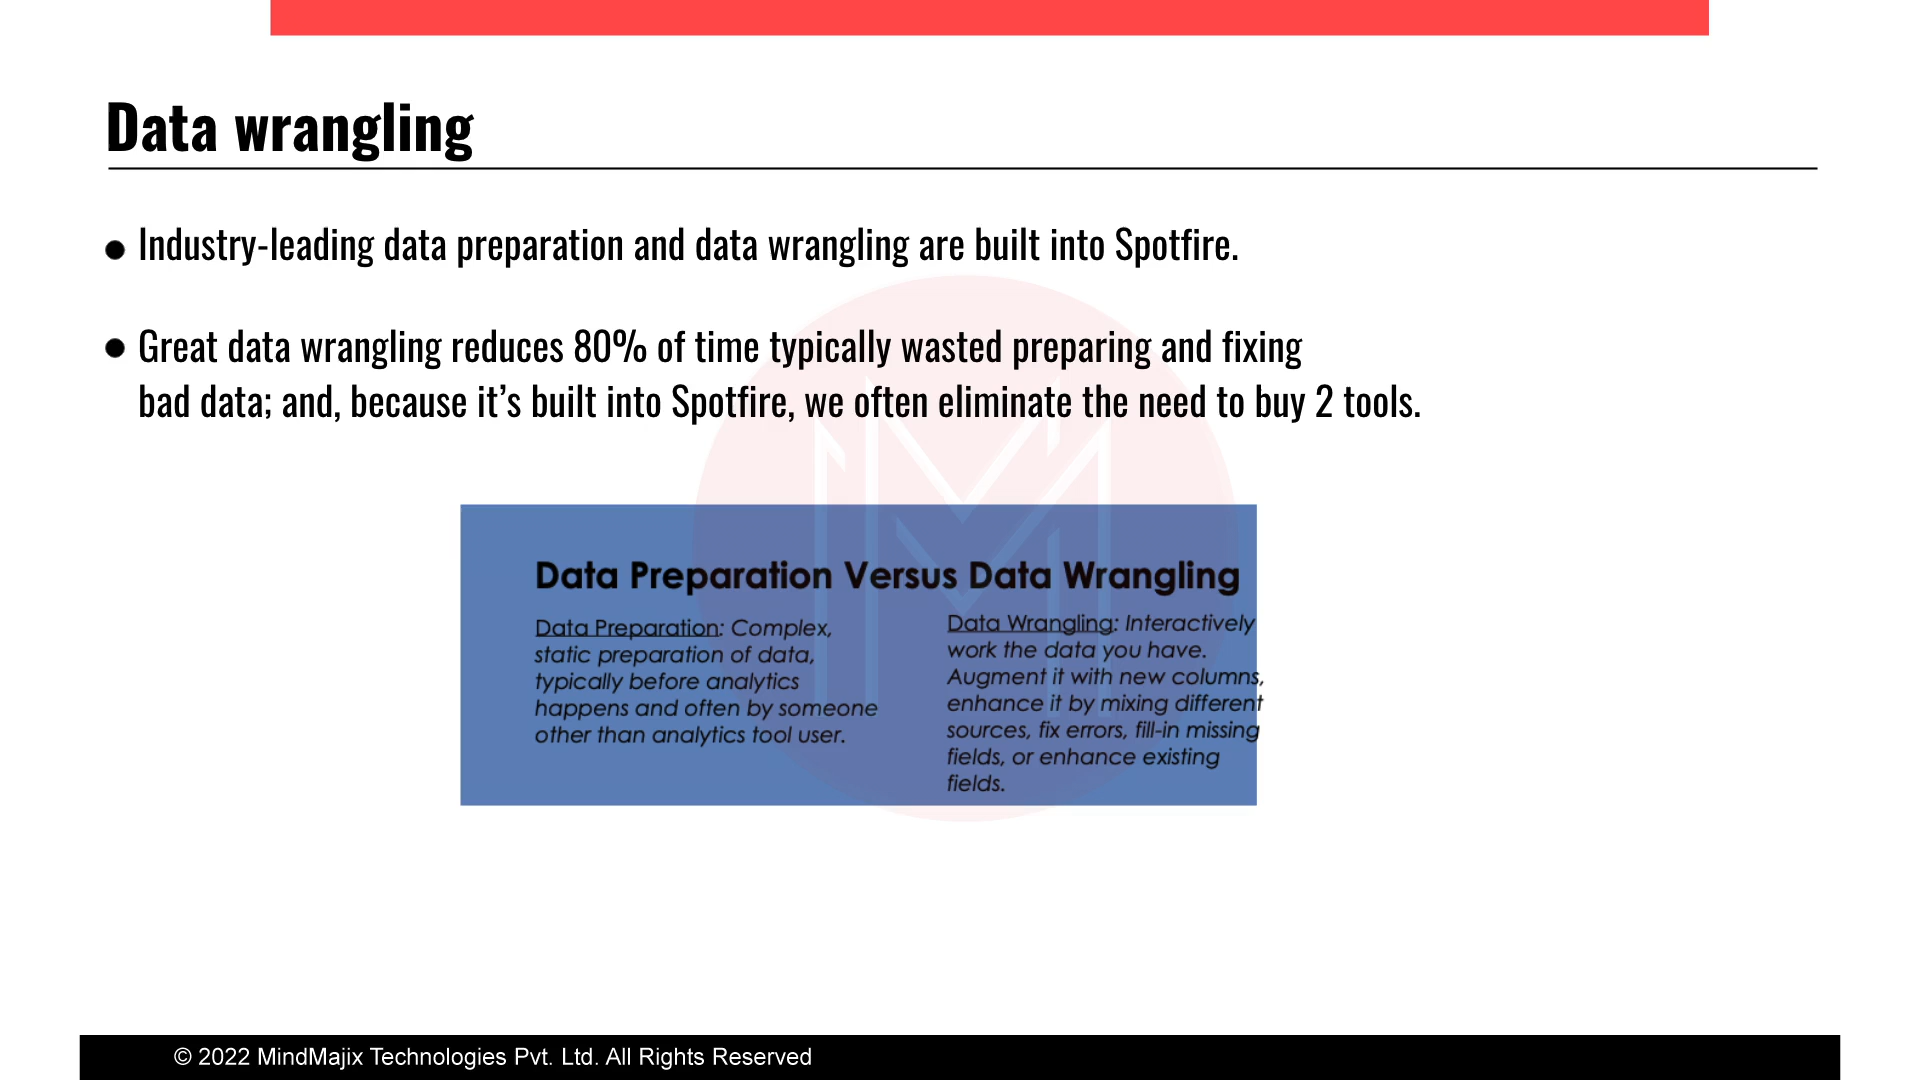 Data wrangling
Industry-leading data preparation and data wrangling are built into Spotfire.
Great data wrangling reduces 80% of time typically wasted preparing and fixing
bad data; and, because it’s built into Spotfire, we often eliminate the need to buy 2 tools.
Data Preparation Versus Data Wrangling
Data Preparation: Complex,
static preparation of data,
typically before analytics
happens and often by someone
other than analytics tool user.
Data Wrangling: Interactively
work the data you have.
Augment it with new columns,
enhance it by mixing different
sources, fix errors, fill-in missing
fields, or enhance existing
fields.
© 2022 MindMajix Technologies Pvt. Ltd. All Rights Reserved